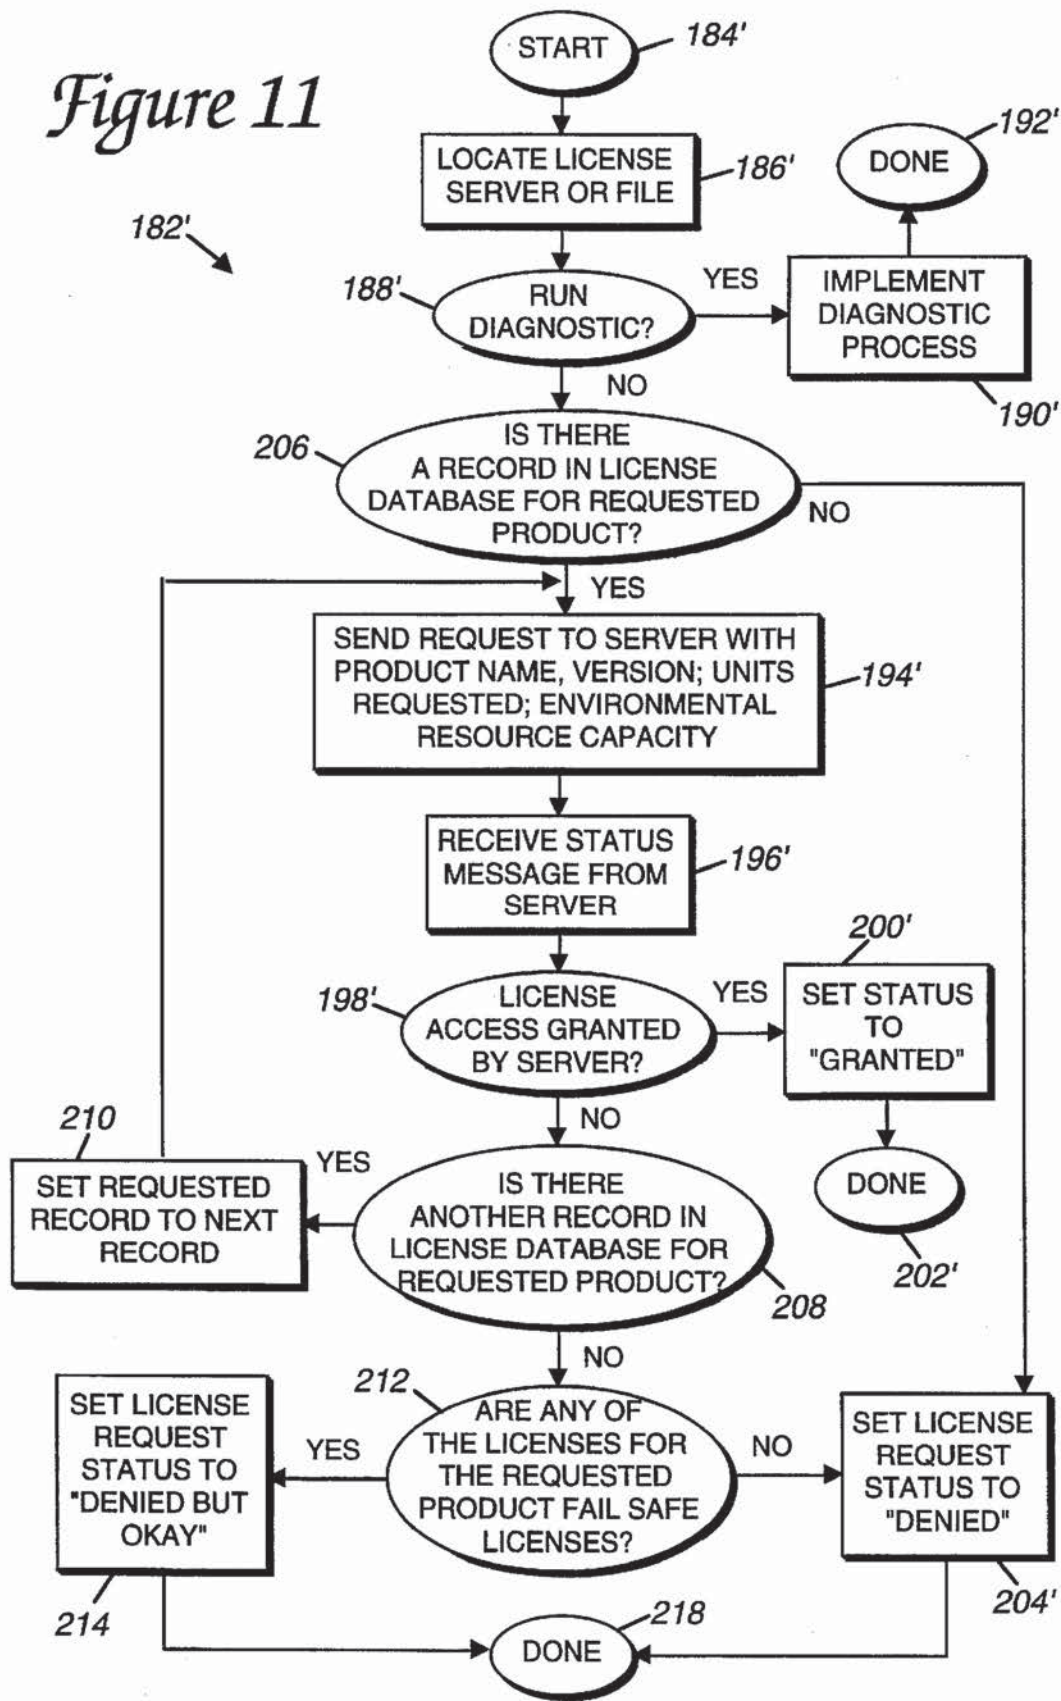 Figure 11
START
184'
LOCATE LICENSE
SERVER OR FILE
186'
192'
DONE
182'
188'
RUN
DIAGNOSTIC?
YES
IMPLEMENT
DIAGNOSTIC
PROCESS
190'
NO
206
IS THERE
A RECORD IN LICENSE
DATABASE FOR REQUESTED
PRODUCT?
NO
YES
SEND REQUEST TO SERVER WITH
PRODUCT NAME, VERSION; UNITS
REQUESTED; ENVIRONMENTAL
RESOURCE CAPACITY
194'
RECEIVE STATUS
MESSAGE FROM
SERVER
196'
198'
LICENSE
ACCESS GRANTED
BY SERVER?
YES
200'
SET STATUS
TO
"GRANTED"
NO
DONE
202'
210
SET REQUESTED
RECORD TO NEXT
RECORD
YES
IS THERE
ANOTHER RECORD IN
LICENSE DATABASE FOR
REQUESTED PRODUCT?
208
NO
212
ARE ANY OF
THE LICENSES FOR
THE REQUESTED
PRODUCT FAIL SAFE
LICENSES?
YES
SET LICENSE
REQUEST
STATUS TO
"DENIED BUT
OKAY"
214
NO
SET LICENSE
REQUEST
STATUS TO
"DENIED"
204'
218
DONE